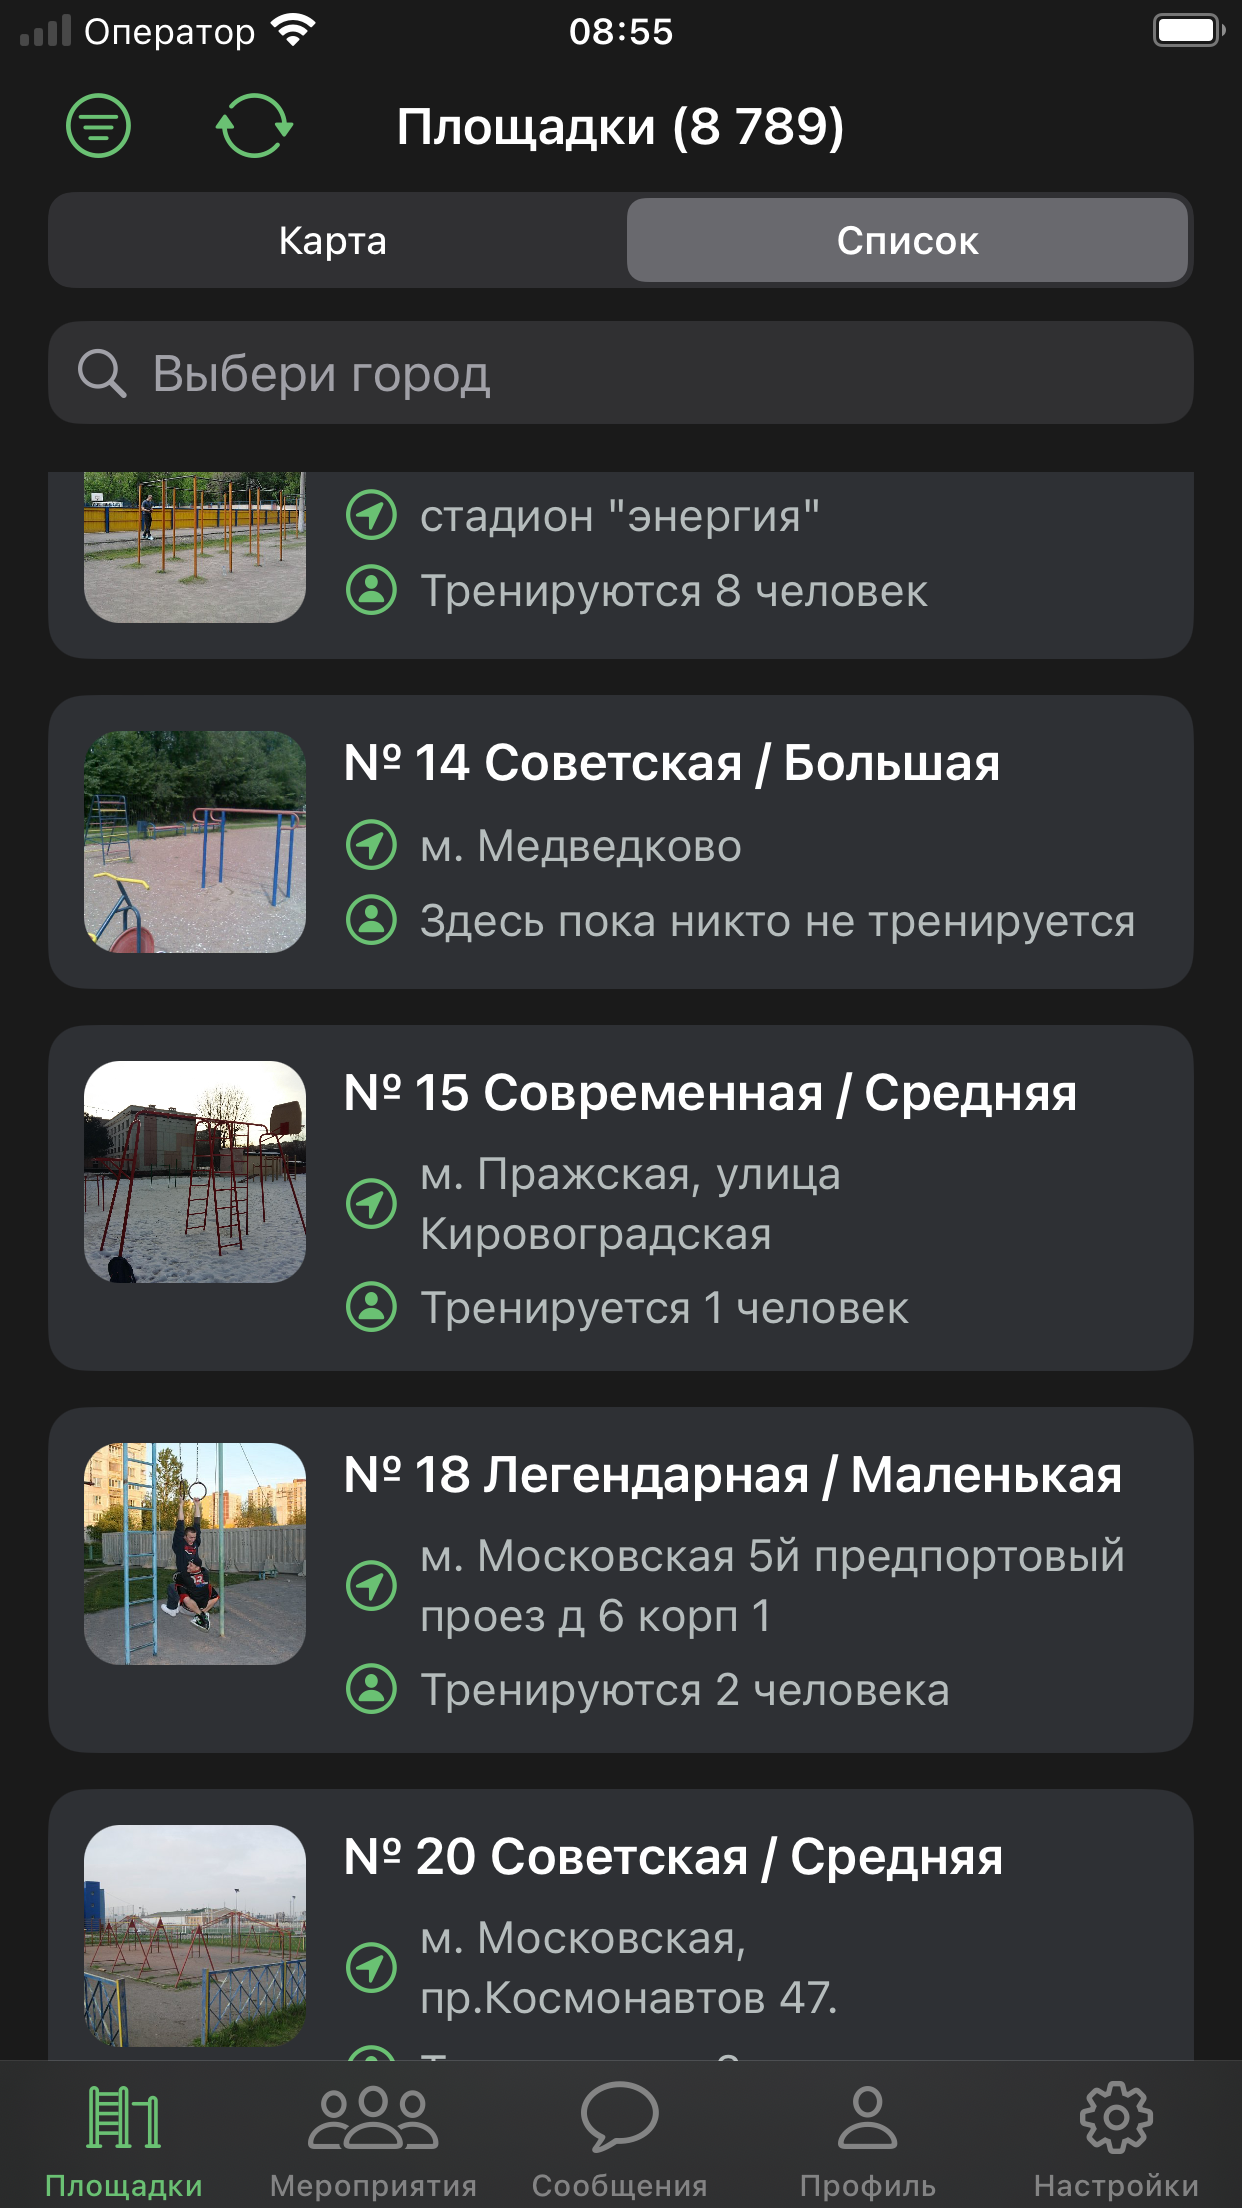 Оператор 08:55
Площадки (8 789)
Карта Список
Выбери город
стадион "энергия"
Тренируются 8 человек
№ 14 Советская / Большая
м. Медведково
Здесь пока никто не тренируется
№ 15 Современная / Средняя
м. Пражская, улица
Кировоградская
Тренируется 1 человек
№ 18 Легендарная / Маленькая
м. Московская 5й предпортовый
проез д 6 корп 1
Тренируются 2 человека
№ 20 Советская / Средняя
м. Московская,
пр.Космонавтов 47.
Площадки Мероприятия Сообщения Профиль Настройки